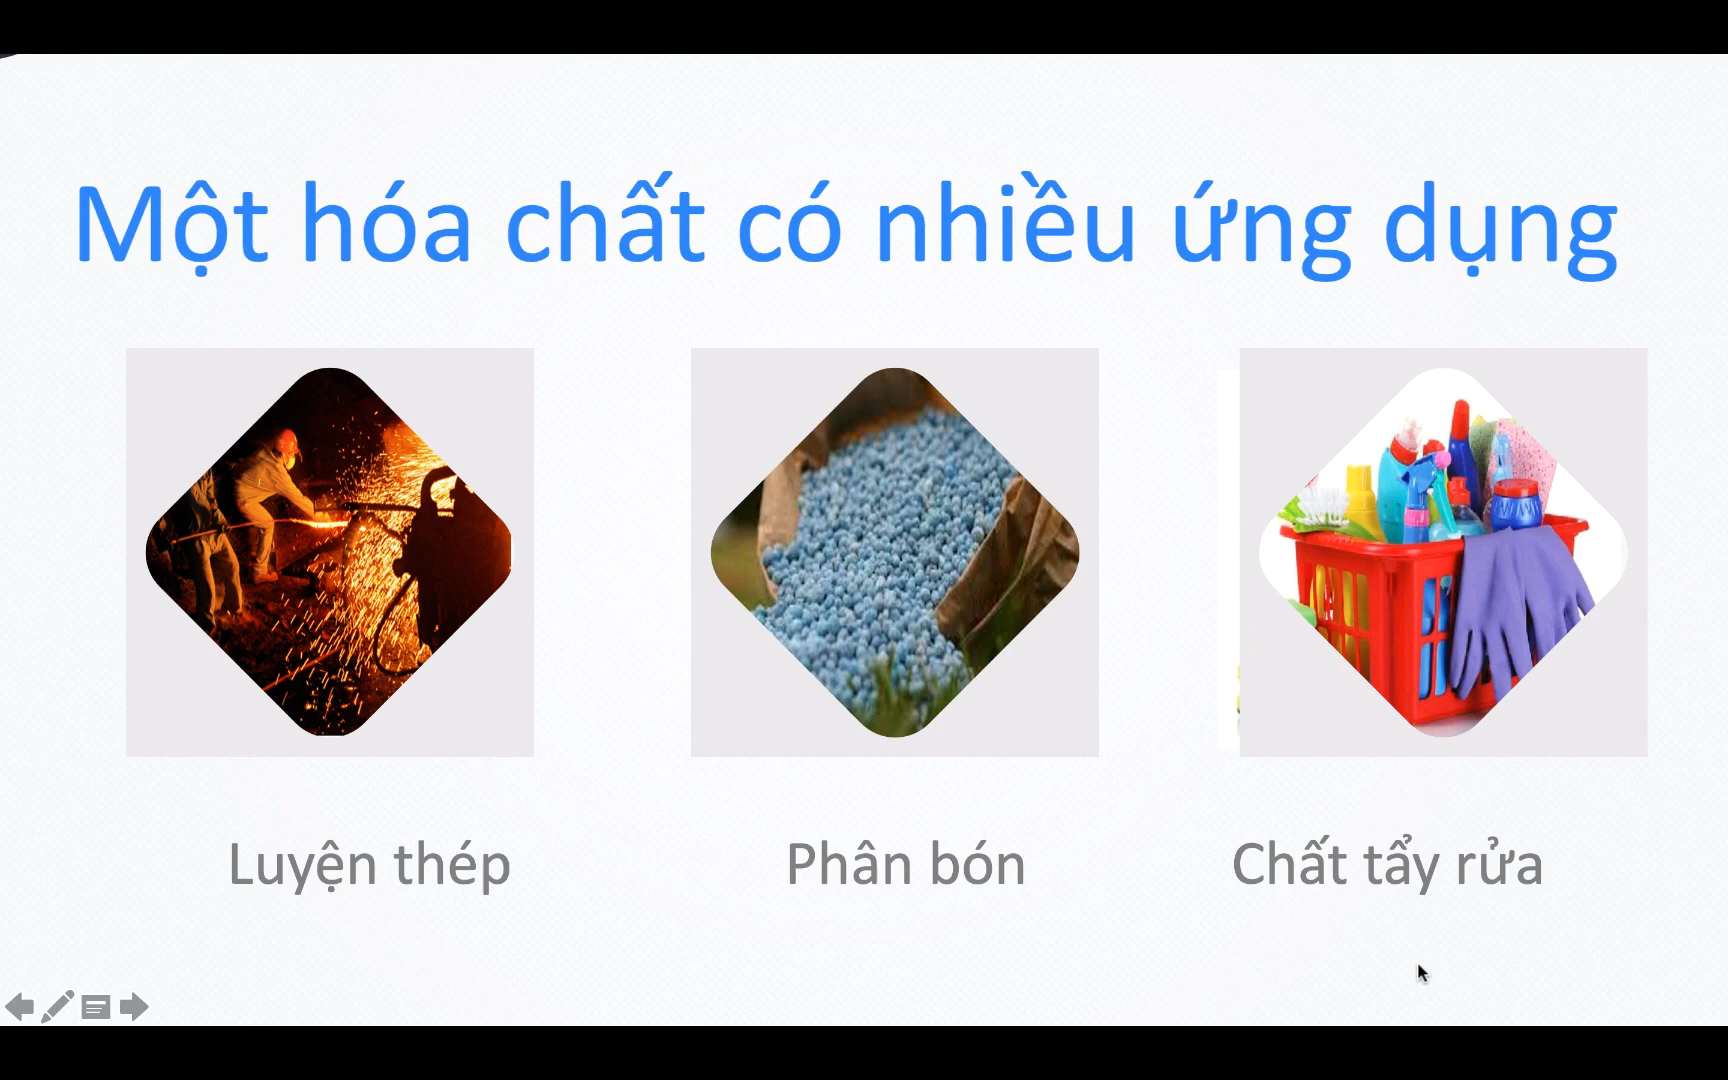 Một hóa chất có nhiều ứng dụng
Luyện thép
Phân bón
Chất tẩy rửa